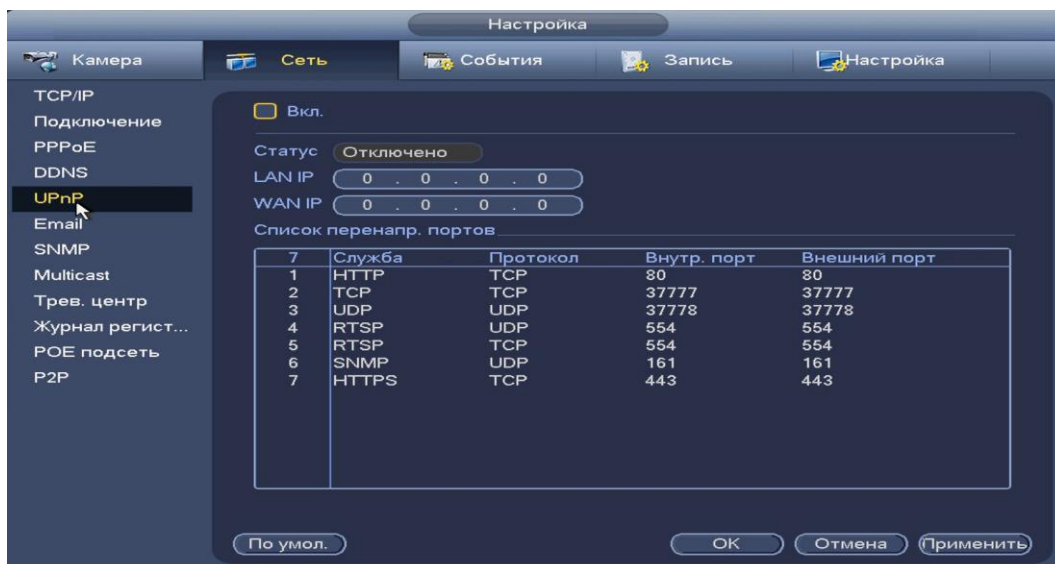 Настройка
Камера Сеть События Запись Настройка
TCP/IP
Подключение
PPPoE
DDNS
UPnP
Email
SNMP
Multicast
Трев. центр
Журнал регист...
POE подсеть
P2P
Вкл.
Статус Отключено
LAN IP 0 . 0 . 0 . 0
WAN IP 0 . 0 . 0 . 0
Список перенапр. портов
7 Служба Протокол Внутр. порт Внешний порт
1 HTTP TCP 80 80
2 TCP TCP 37777 37777
3 UDP UDP 37778 37778
4 RTSP UDP 554 554
5 RTSP TCP 554 554
6 SNMP UDP 161 161
7 HTTPS TCP 443 443
По умол. OK Отмена Применить